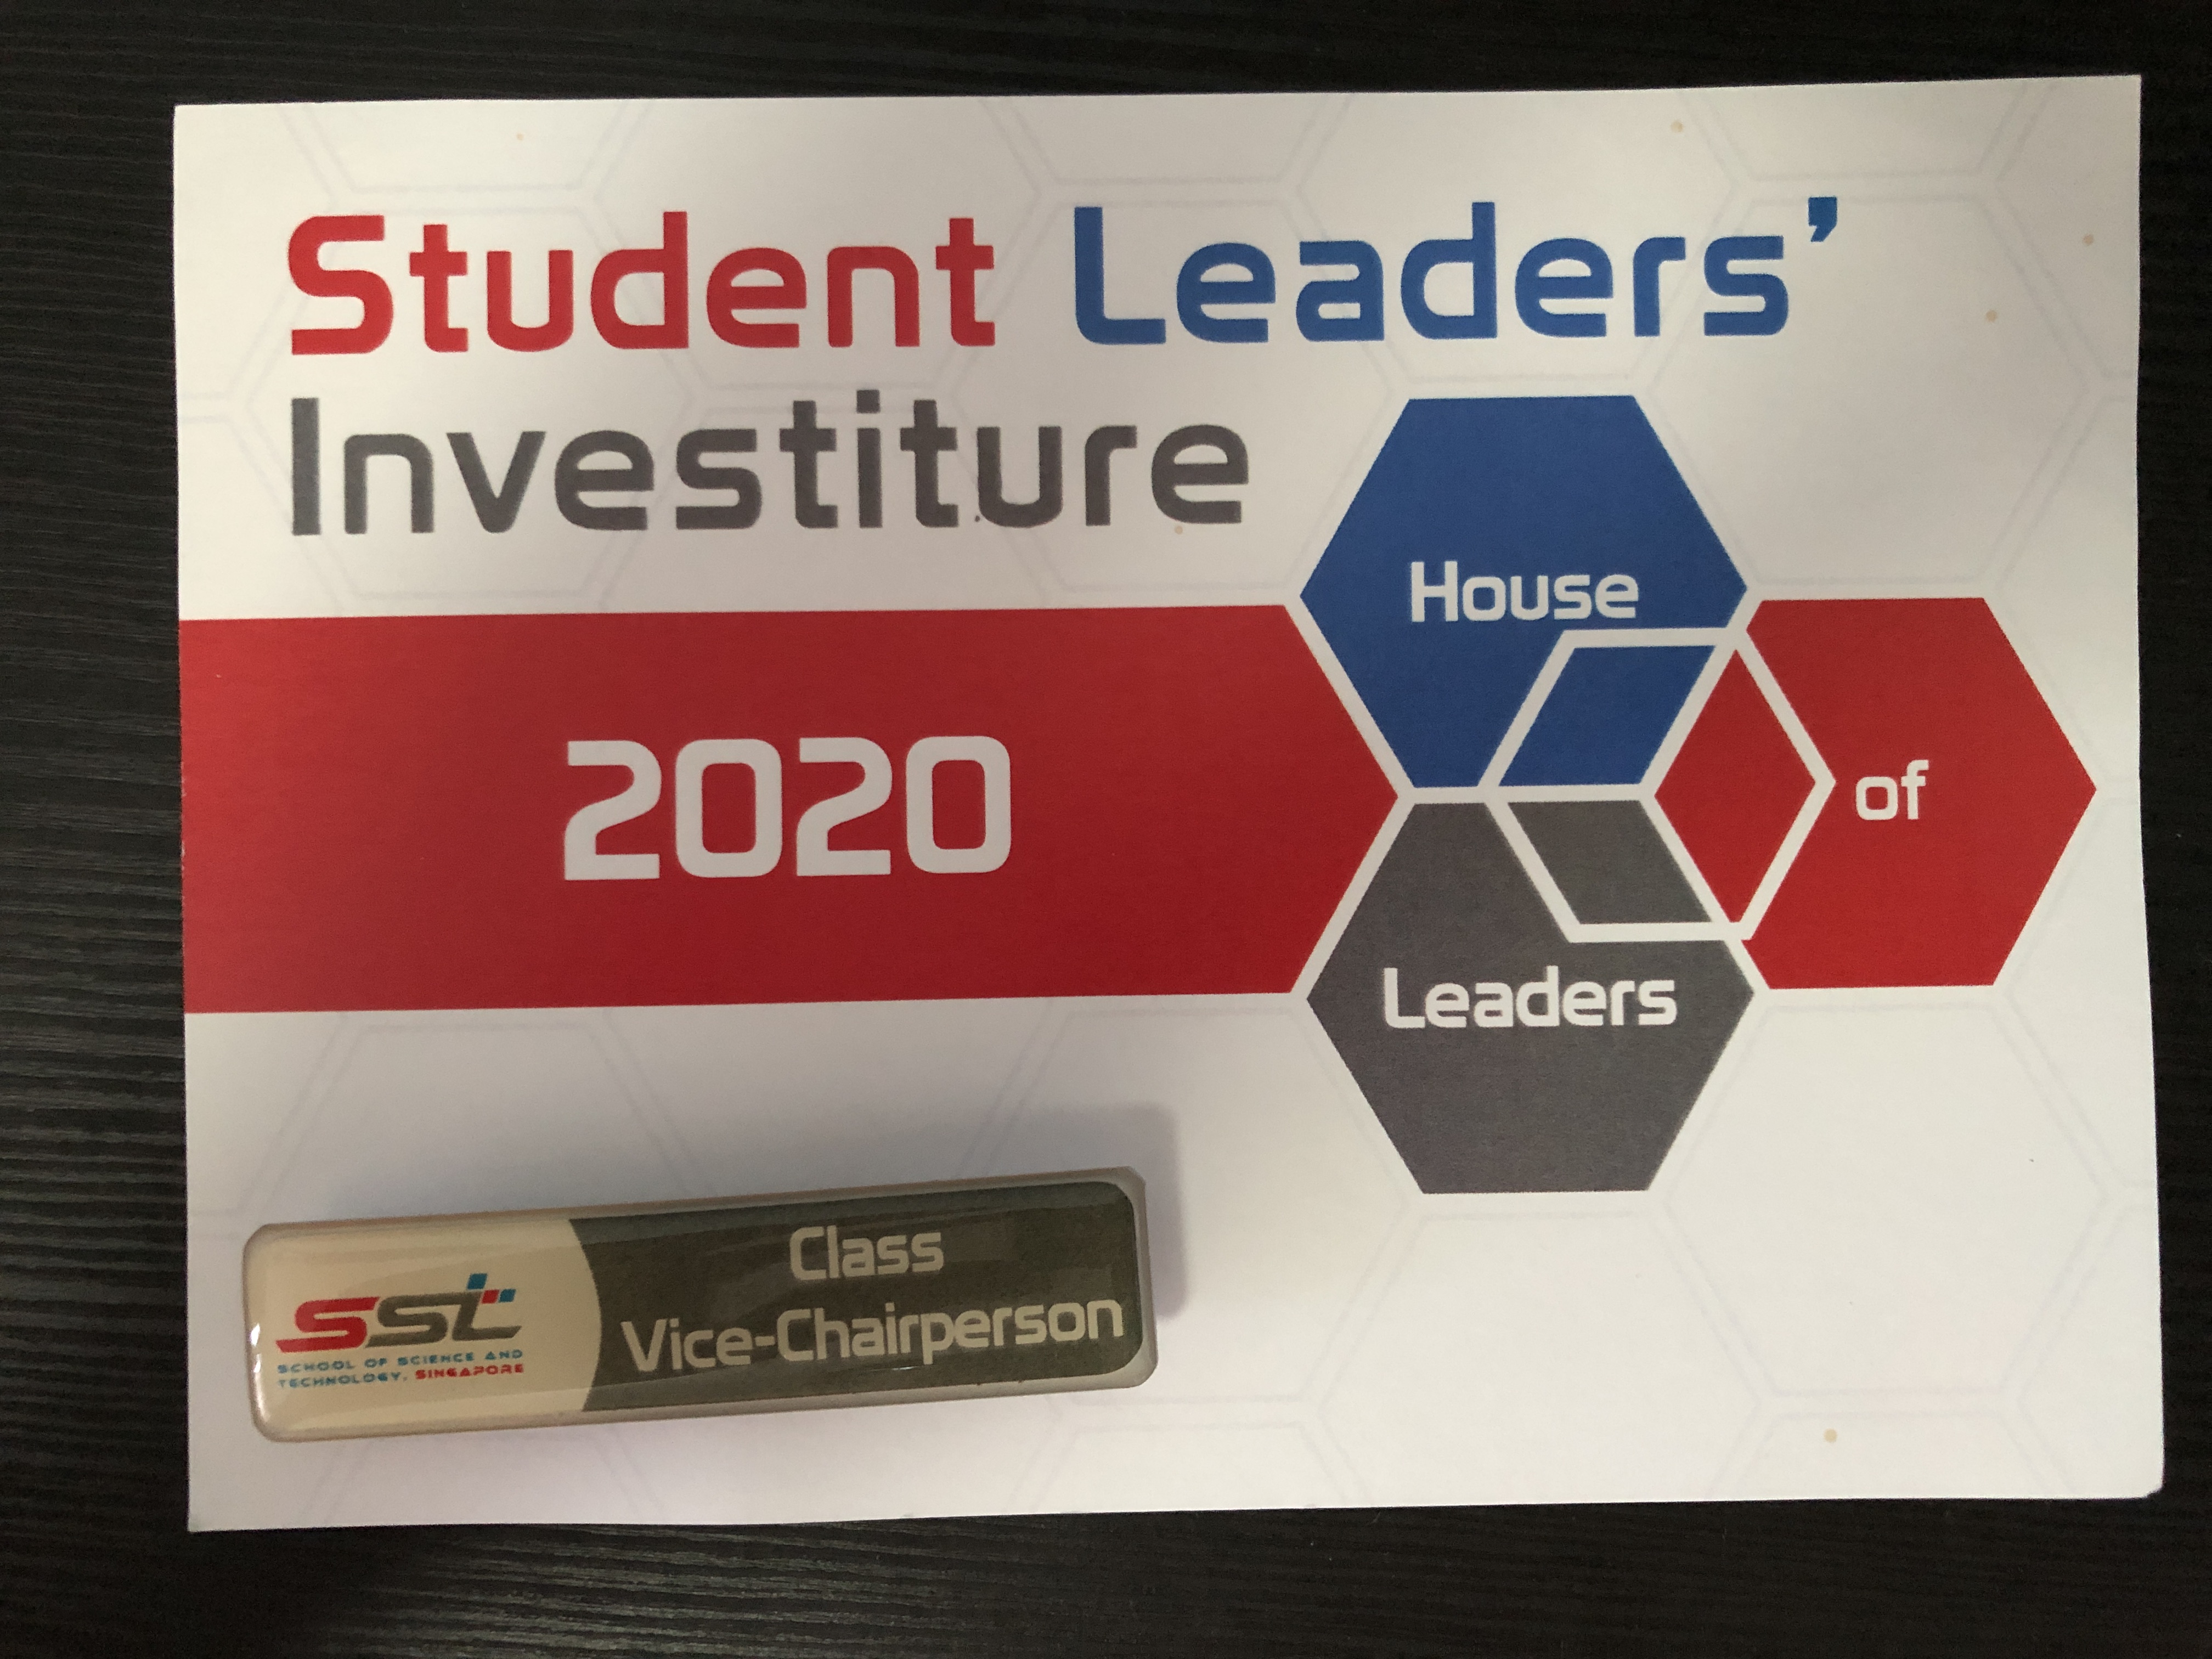 Student Leaders’
Investiture
House
2020
of
Leaders
Class
Vice-Chairperson
sst
SCHOOL OF SCIENCE AND
TECHNOLOGY, SINGAPORE